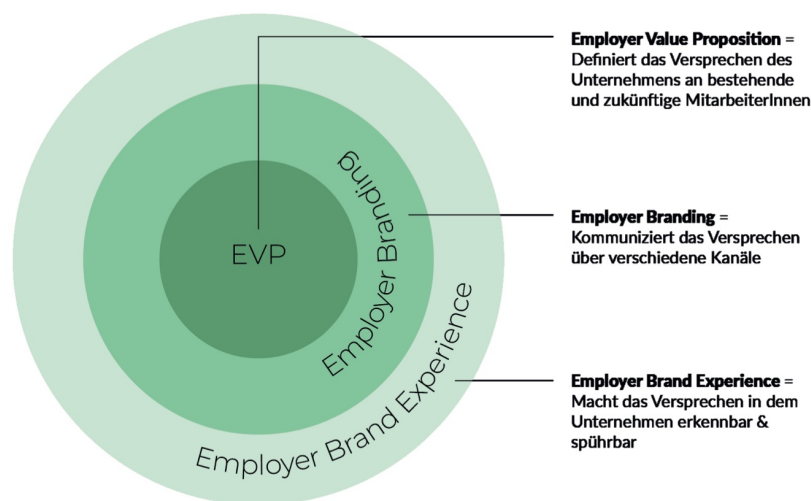 EVP
Employer Branding
Employer Brand Experience
Employer Value Proposition =
Definiert das Versprechen des
Unternehmens an bestehende
und zukünftige MitarbeiterInnen
Employer Branding =
Kommuniziert das Versprechen
über verschiedene Kanäle
Employer Brand Experience =
Macht das Versprechen in dem
Unternehmen erkennbar &
spührbar